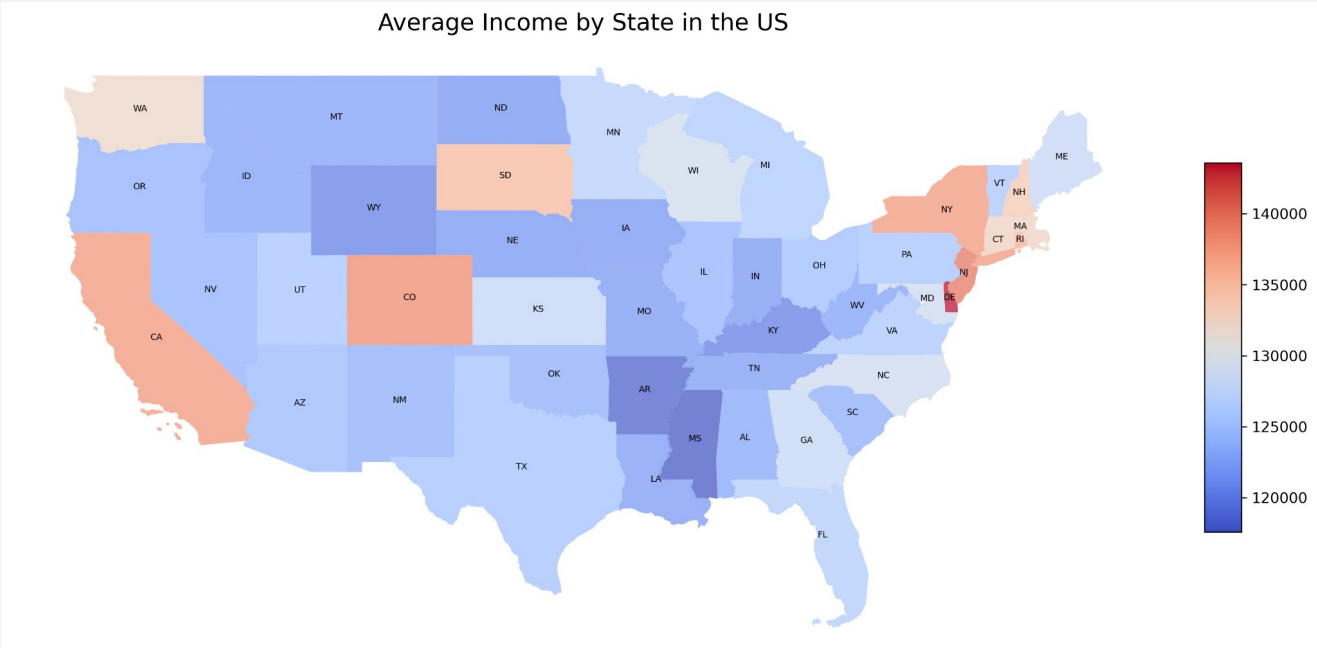 Average Income by State in the US
WA
MT
ND
MN
ME
OR
ID
SD
WI
MI
VT
NH
WY
NY
MA
NE
IA
CT
RI
PA
NV
UT
CO
KS
IL
IN
OH
NJ
MD
DE
MO
WV
VA
CA
KY
AZ
NM
OK
AR
TN
NC
MS
AL
GA
SC
TX
LA
FL
140000
135000
130000
125000
120000